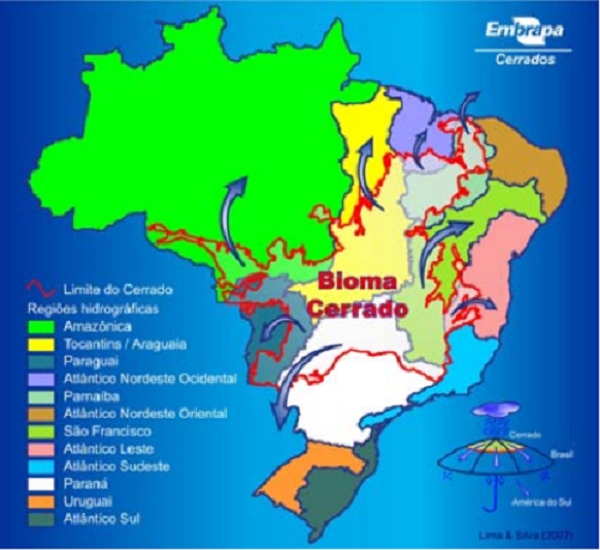 Embrapa
Cerrados
Bioma
Cerrado
Limite do Cerrado
Regiões hidrográficas
Amazônica
Tocantins / Araguaia
Paraguai
Atlântico Nordeste Ocidental
Parnaíba
Atlântico Nordeste Oriental
São Francisco
Atlântico Leste
Atlântico Sudeste
Paraná
Uruguai
Atlântico Sul
Cerrado
Brasil
América do Sul
Lima & Silva (2007)